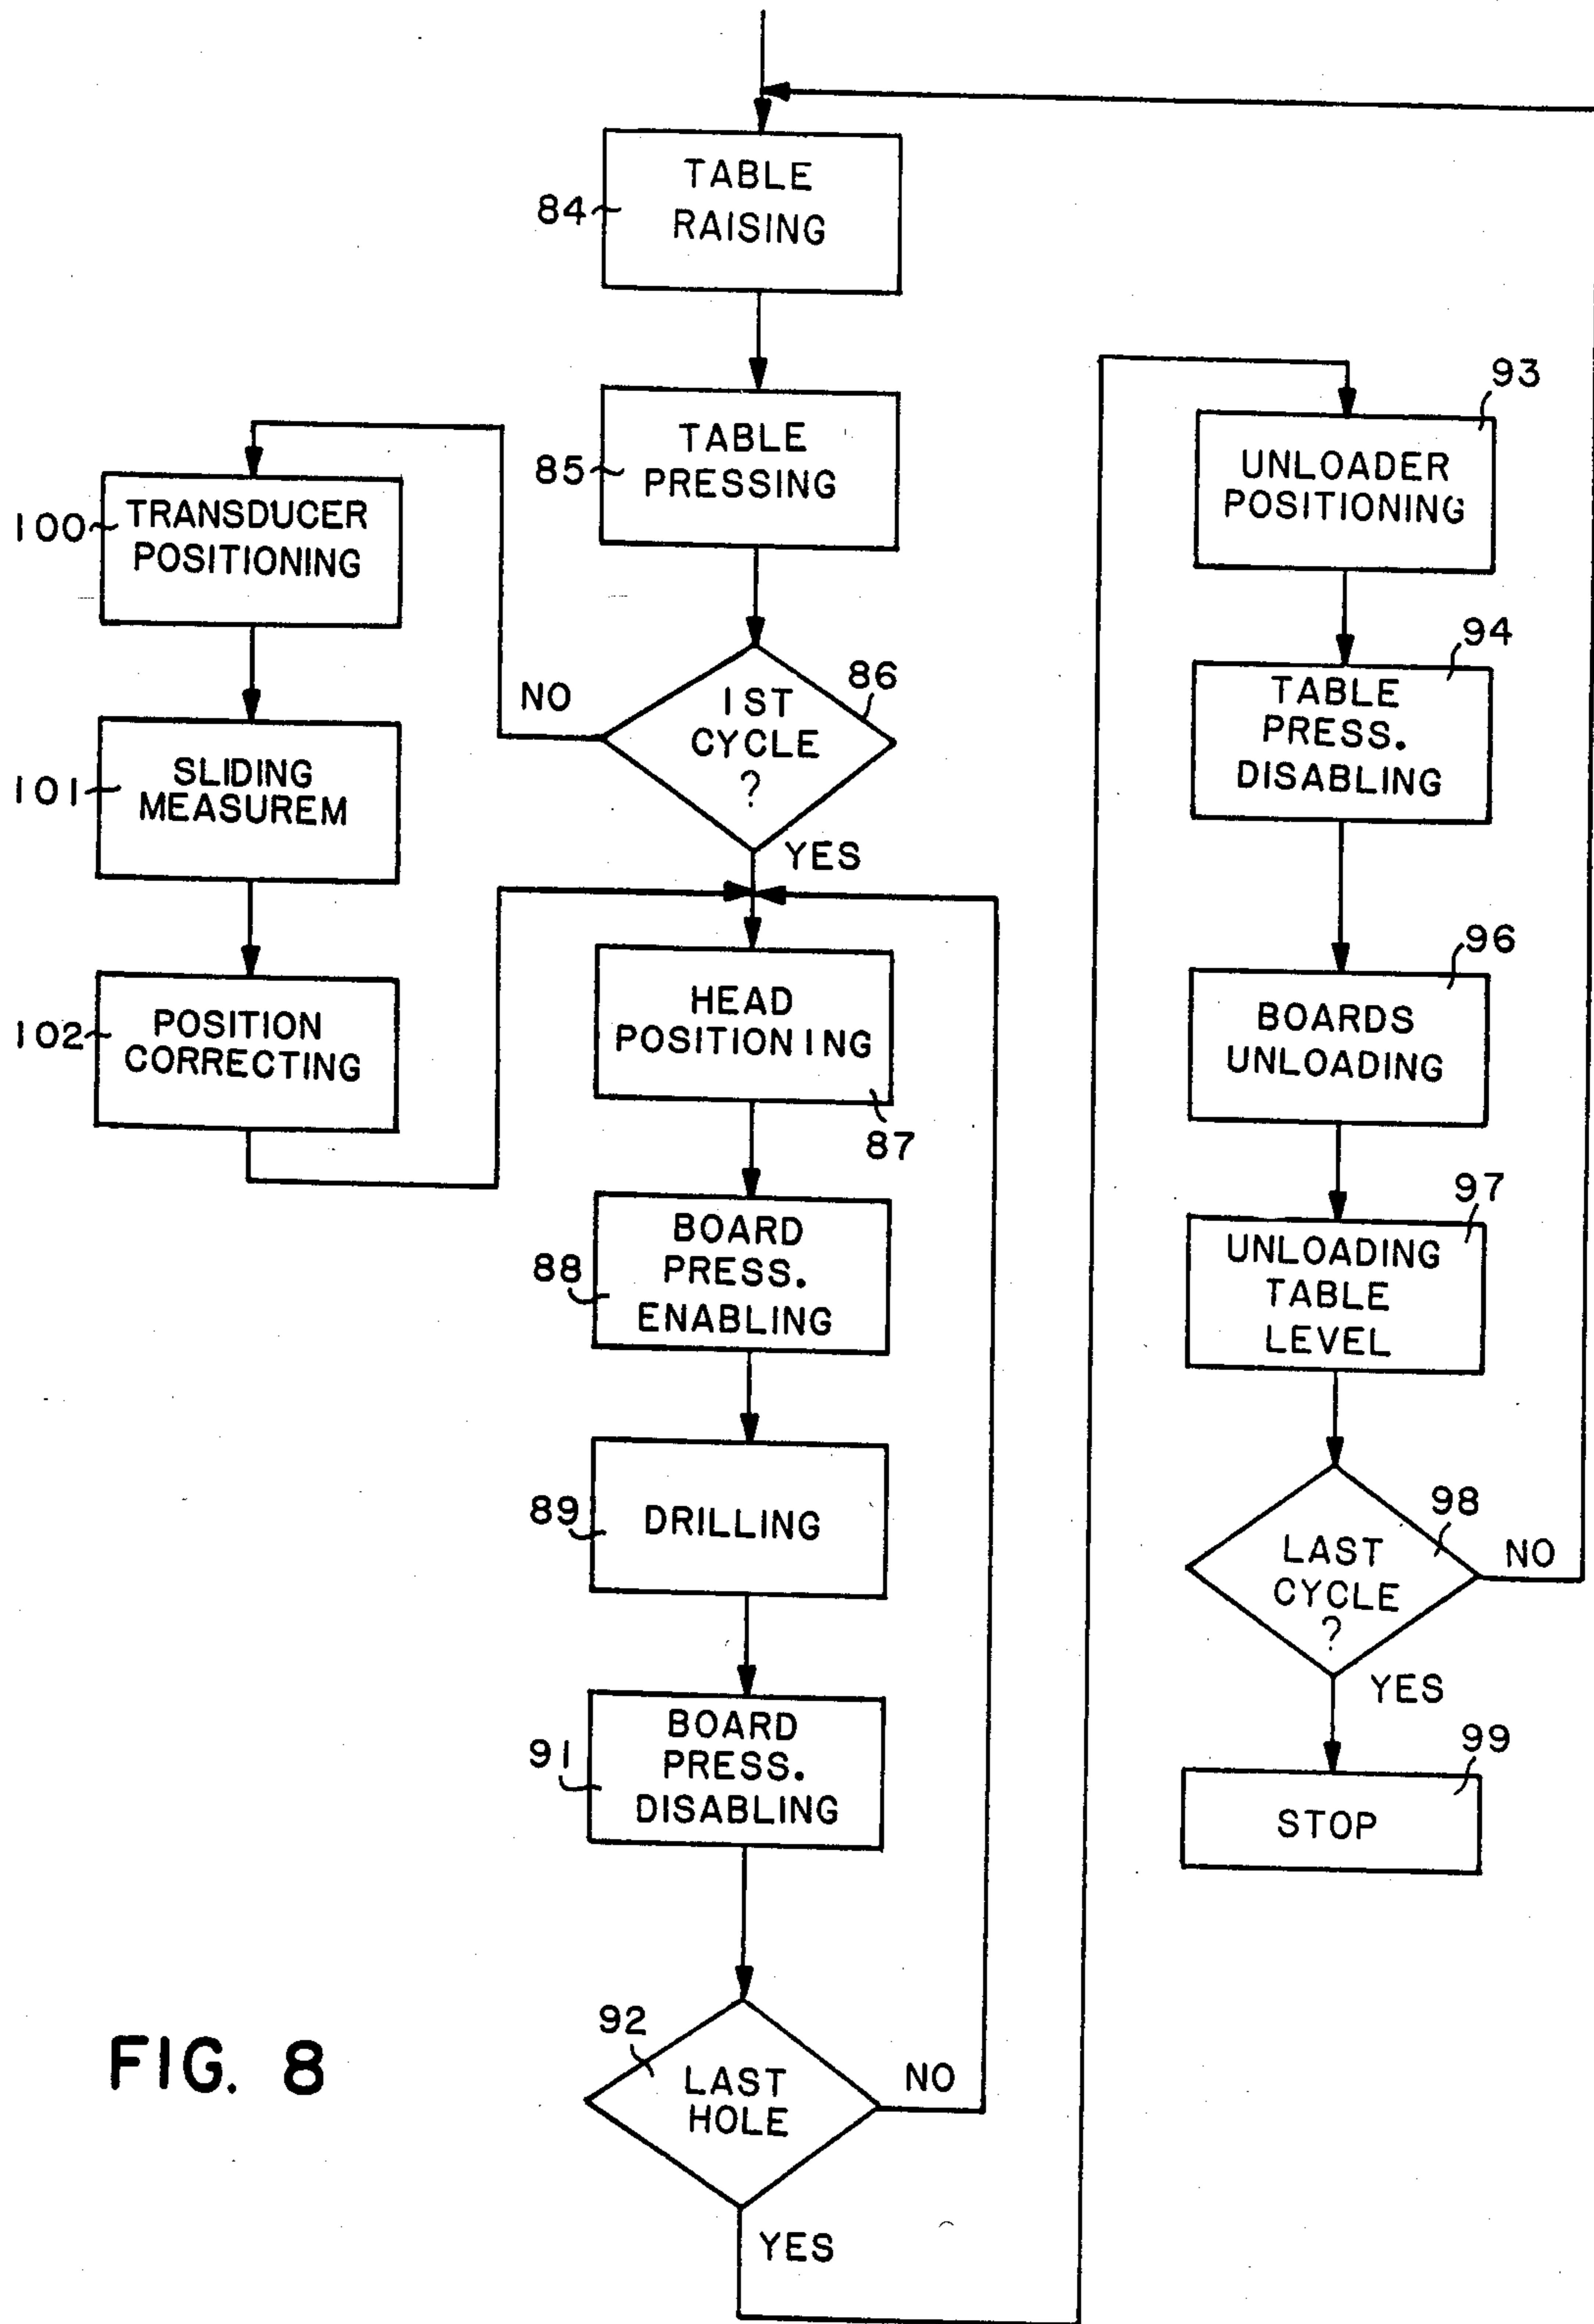 84
TABLE
RAISING
85
TABLE
PRESSING
86
1ST
CYCLE
?
NO
YES
100
TRANSDUCER
POSITIONING
101
SLIDING
MEASUREM
102
POSITION
CORRECTING
HEAD
POSITIONING
87
88
BOARD
PRESS.
ENABLING
89
DRILLING
91
BOARD
PRESS.
DISABLING
92
LAST
HOLE
NO
YES
93
UNLOADER
POSITIONING
94
TABLE
PRESS.
DISABLING
96
BOARDS
UNLOADING
97
UNLOADING
TABLE
LEVEL
98
LAST
CYCLE
?
NO
YES
99
STOP
FIG. 8